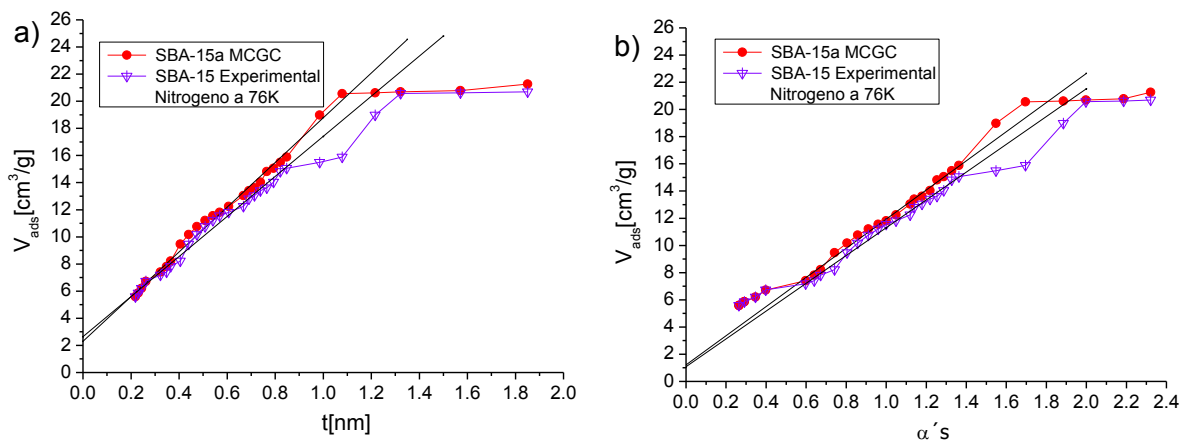 a)
26
24
22
20
18
16
14
12
10
8
6
4
2
0
V_ads[cm³/g]
SBA-15a MCGC
SBA-15 Experimental
Nitrogeno a 76K
0.0 0.2 0.4 0.6 0.8 1.0 1.2 1.4 1.6 1.8 2.0
t[nm]
b)
26
24
22
20
18
16
14
12
10
8
6
4
2
0
V_ads[cm³/g]
SBA-15a MCGC
SBA-15 Experimental
Nitrogeno a 76K
0.0 0.2 0.4 0.6 0.8 1.0 1.2 1.4 1.6 1.8 2.0 2.2 2.4
α´s